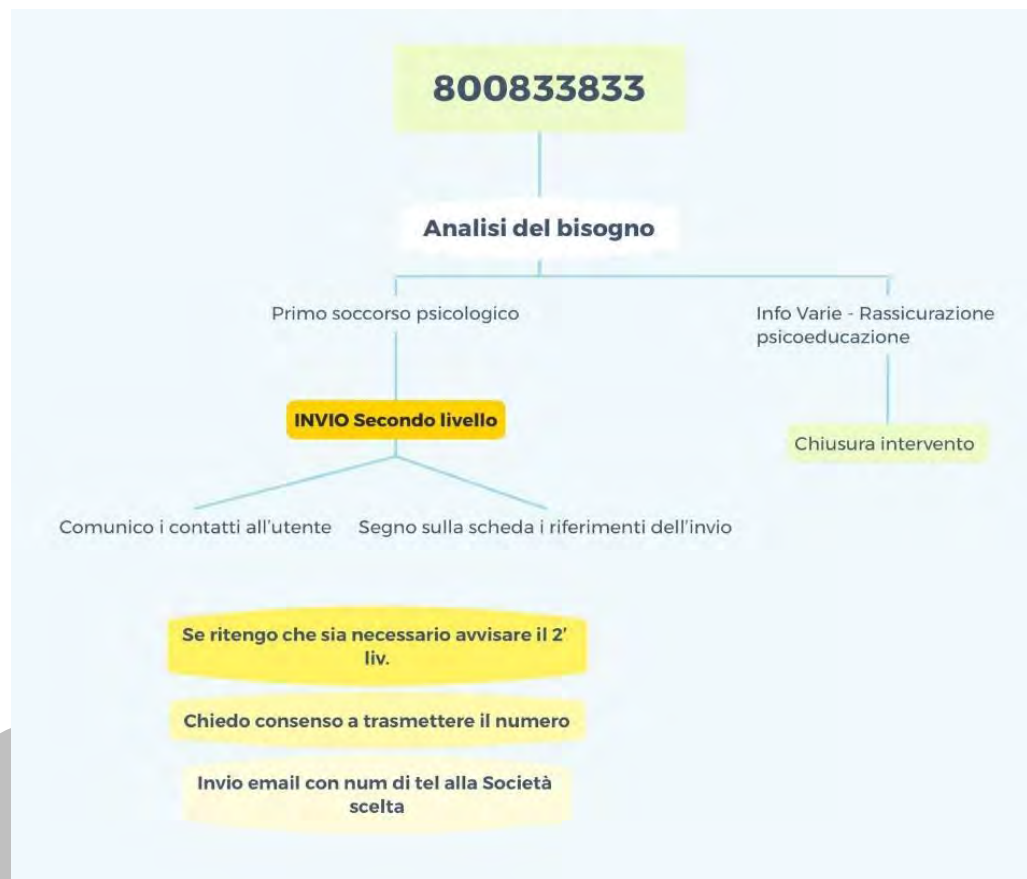 800833833
Analisi del bisogno
Primo soccorso psicologico
Info Varie - Rassicurazione
psicoeducazione
INVIO Secondo livello
Chiusura intervento
Comunico i contatti all'utente
Segno sulla scheda i riferimenti dell'invio
Se ritengo che sia necessario avvisare il 2'
liv.
Chiedo consenso a trasmettere il numero
Invio email con num di tel alla Società
scelta